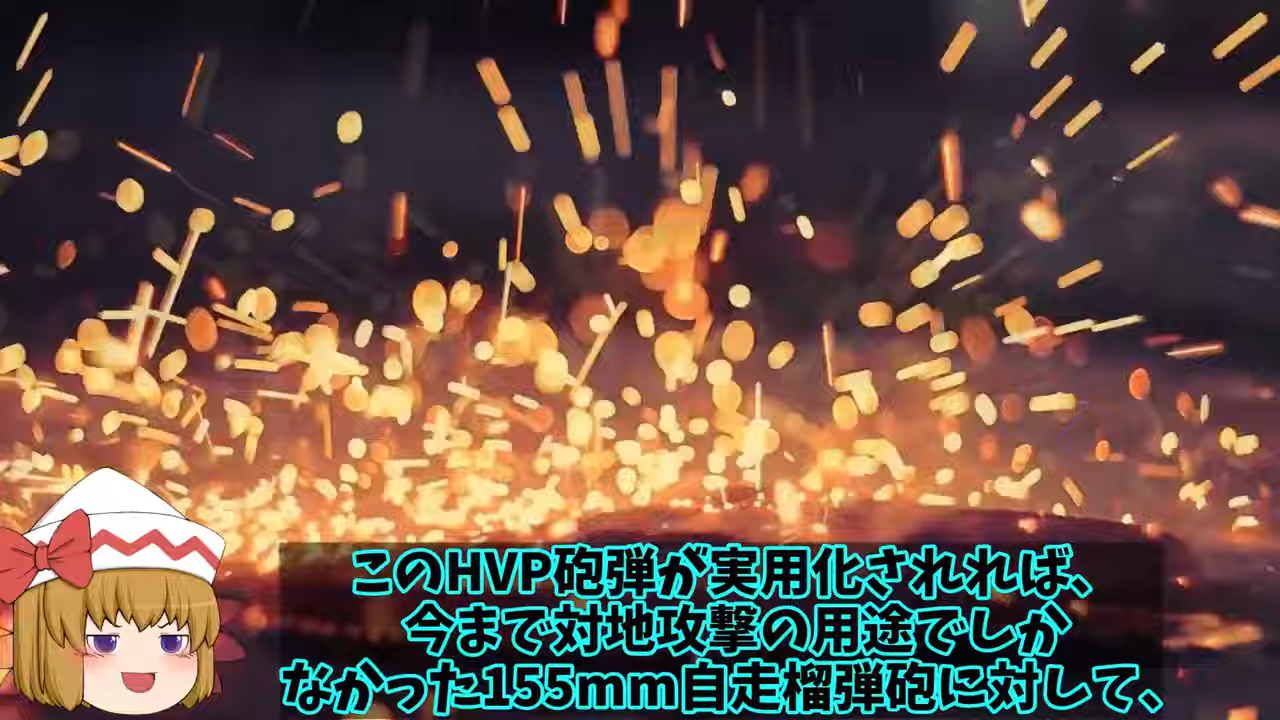 このHVP砲弾が実用化されれば、
今まで対地攻撃の用途でしか
なかった155mm自走榴弾砲に対して、